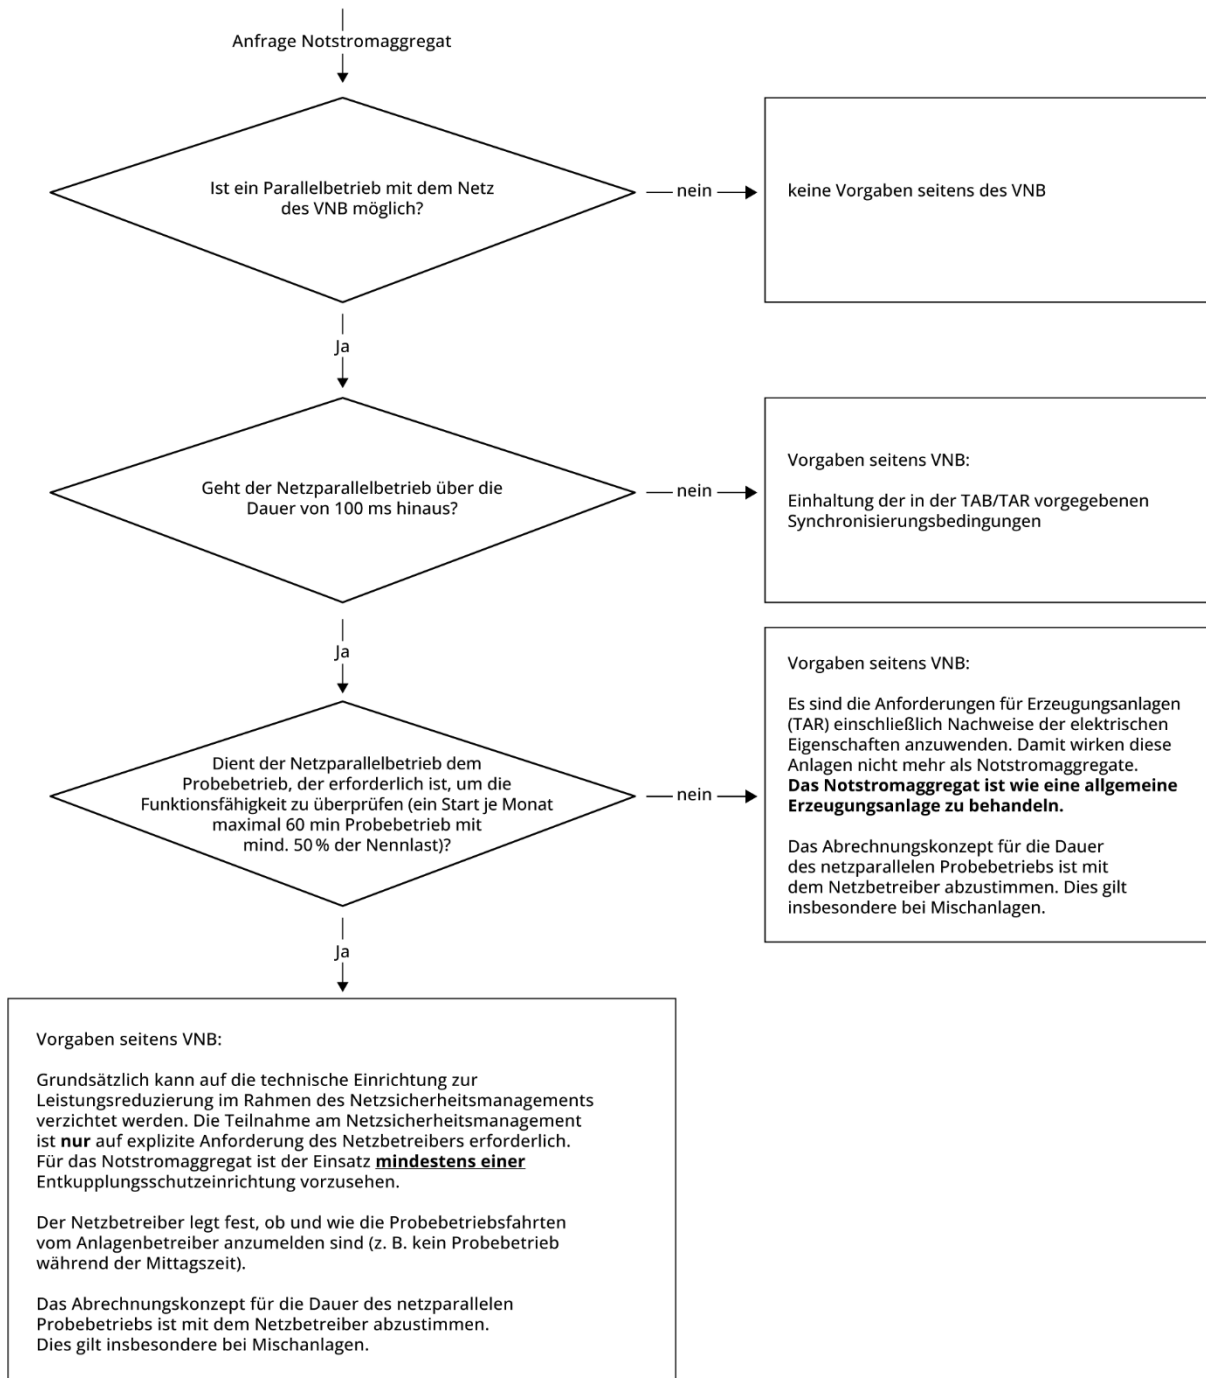 Anfrage Notstromaggregat
Ist ein Parallelbetrieb mit dem Netz
des VNB möglich?
nein
keine Vorgaben seitens des VNB
Ja
Geht der Netzparallelbetrieb über die
Dauer von 100 ms hinaus?
nein
Vorgaben seitens VNB:
Einhaltung der in der TAB/TAR vorgegebenen
Synchronisierungsbedingungen
Ja
Dient der Netzparallelbetrieb dem
Probebetrieb, der erforderlich ist, um die
Funktionsfähigkeit zu überprüfen (ein Start je Monat
maximal 60 min Probebetrieb mit
mind. 50 % der Nennlast)?
nein
Vorgaben seitens VNB:
Es sind die Anforderungen für Erzeugungsanlagen
(TAR) einschließlich Nachweise der elektrischen
Eigenschaften anzuwenden. Damit wirken diese
Anlagen nicht mehr als Notstromaggregate.
Das Notstromaggregat ist wie eine allgemeine
Erzeugungsanlage zu behandeln.
Das Abrechnungskonzept für die Dauer
des netzparallelen Probebetriebs ist mit
dem Netzbetreiber abzustimmen. Dies gilt
insbesondere bei Mischanlagen.
Ja
Vorgaben seitens VNB:
Grundsätzlich kann auf die technische Einrichtung zur
Leistungsreduzierung im Rahmen des Netzsicherheitsmanagements
verzichtet werden. Die Teilnahme am Netzsicherheitsmanagement
ist nur auf explizite Anforderung des Netzbetreibers erforderlich.
Für das Notstromaggregat ist der Einsatz mindestens einer
Entkupplungsschutzeinrichtung vorzusehen.
Der Netzbetreiber legt fest, ob und wie die Probebetriebsfahrten
vom Anlagenbetreiber anzumelden sind (z. B. kein Probebetrieb
während der Mittagszeit).
Das Abrechnungskonzept für die Dauer des netzparallelen
Probebetriebs ist mit dem Netzbetreiber abzustimmen.
Dies gilt insbesondere bei Mischanlagen.